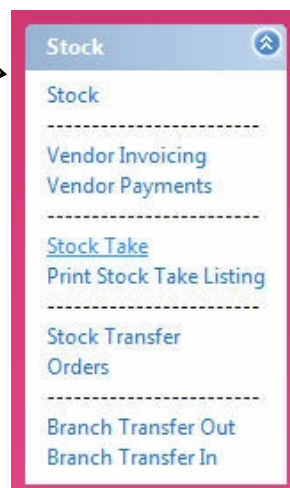 Stock
Stock
------------------------
Vendor Invoicing
Vendor Payments
------------------------
Stock Take
Print Stock Take Listing
------------------------
Stock Transfer
Orders
------------------------
Branch Transfer Out
Branch Transfer In